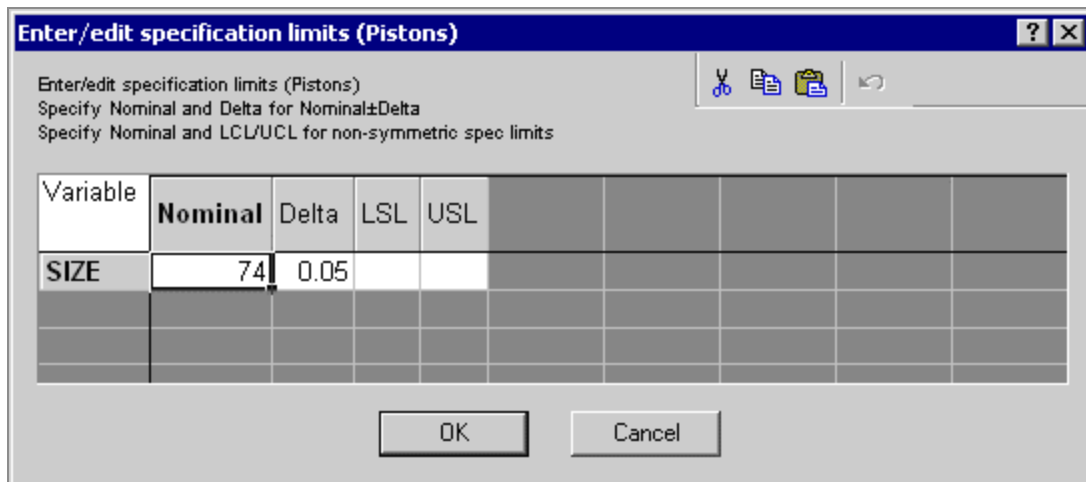 Enter/edit specification limits (Pistons)
Enter/edit specification limits (Pistons)
Specify Nominal and Delta for Nominal±Delta
Specify Nominal and LCL/UCL for non-symmetric spec limits
Variable Nominal Delta LSL USL
SIZE 74 0.05
OK Cancel